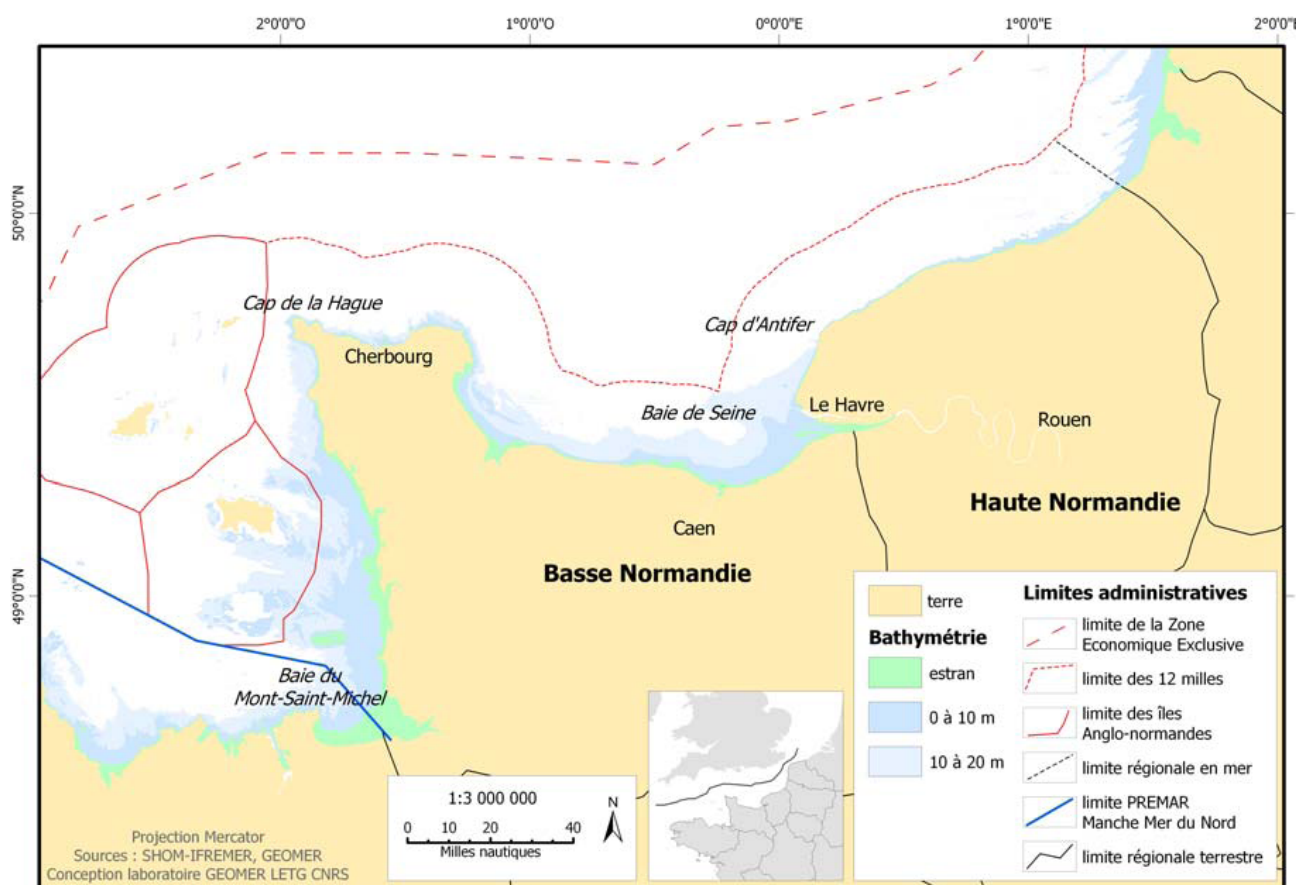 2°0'0"O
1°0'0"O
0°0'0"E
1°0'0"E
2°0'0"E
50°0'0"N
49°0'0"N
Cap de la Hague
Cherbourg
Cap d'Antifer
Baie de Seine
Le Havre
Rouen
Haute Normandie
Caen
Basse Normandie
Baie du
Mont-Saint-Michel
terre
Bathymétrie
estran
0 à 10 m
10 à 20 m
Limites administratives
limite de la Zone
Economique Exclusive
limite des 12 milles
limite des îles
Anglo-normandes
limite régionale en mer
limite PREMAR
Manche Mer du Nord
limite régionale terrestre
1:3 000 000
N
0 10 20 40
Milles nautiques
Projection Mercator
Sources : SHOM-IFREMER, GEOMER
Conception laboratoire GEOMER LETG CNRS